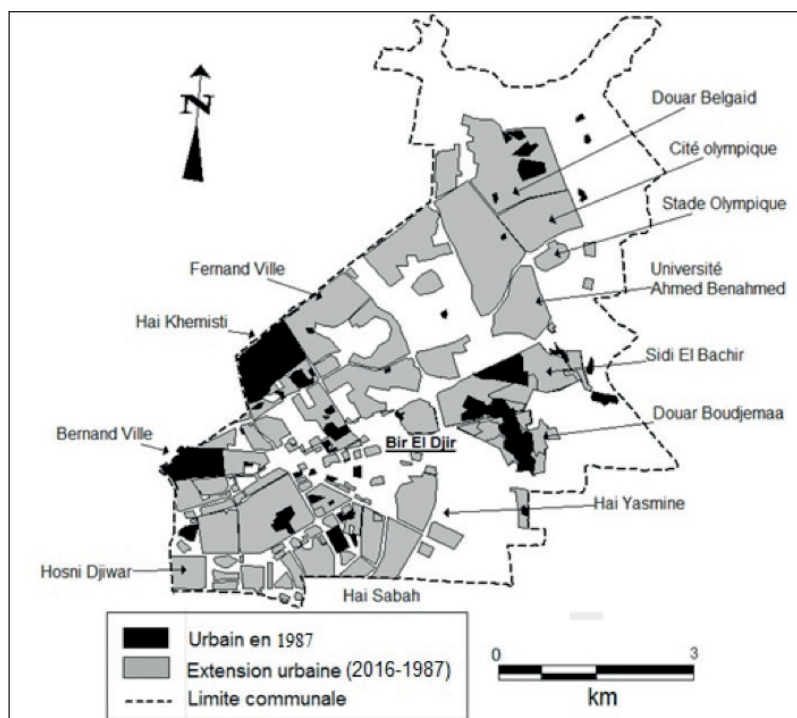 N
Douar Belgaid
Cité olympique
Stade Olympique
Fernand Ville
Université
Ahmed Benahmed
Hai Khemisti
Sidi El Bachir
Bernand Ville
Douar Boudjemaa
Bir El Djir
Hai Yasmine
Hosni Djiwar
Hai Sabah
Urbain en 1987
Extension urbaine (2016-1987)
Limite communale
0 3
km